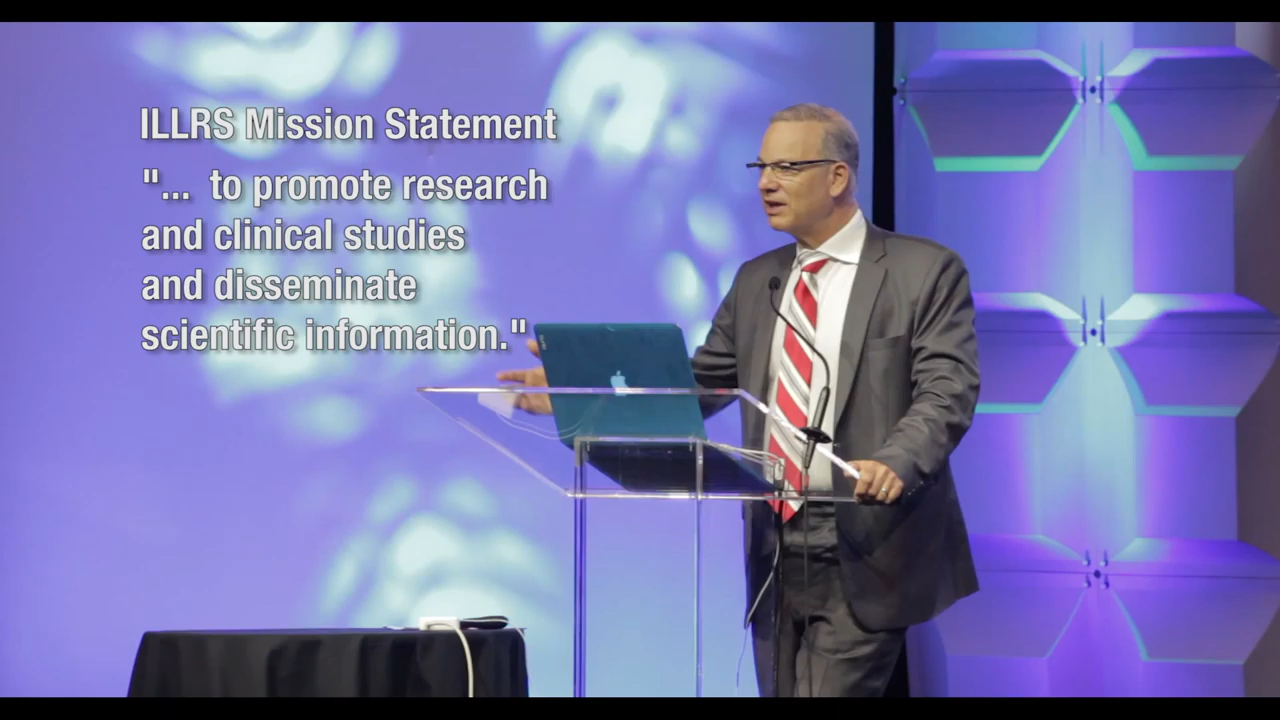 ILLRS Mission Statement
"... to promote research
and clinical studies
and disseminate
scientific information."